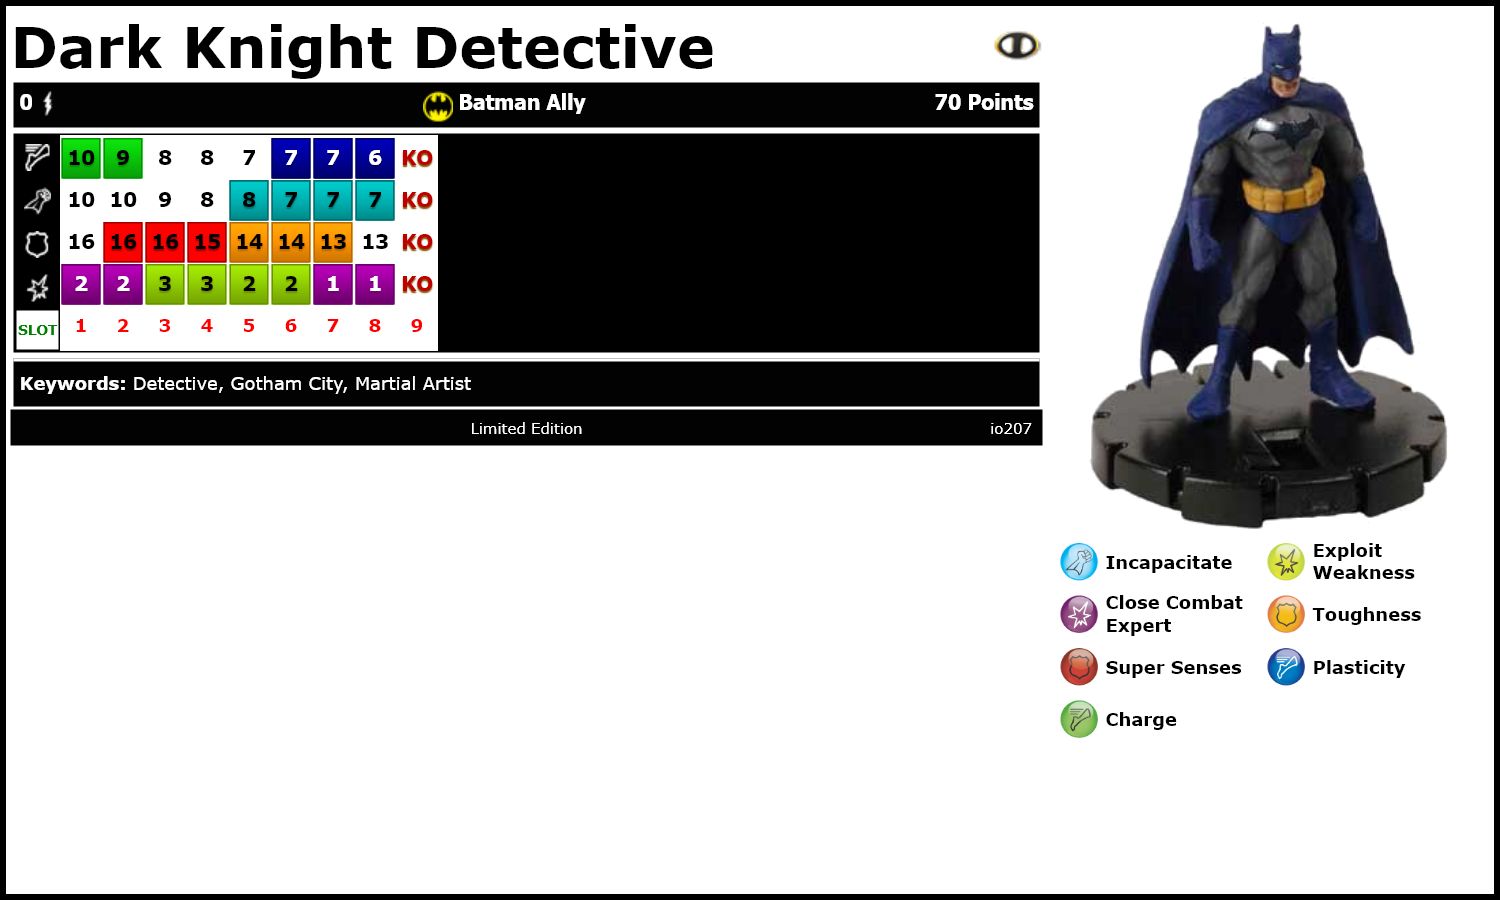 Dark Knight Detective
0 Batman Ally 70 Points
10 9 8 8 7 7 7 6 KO
10 10 9 8 8 7 7 7 KO
16 16 16 15 14 14 13 13 KO
2 2 3 3 2 2 1 1 KO
SLOT 1 2 3 4 5 6 7 8 9
Keywords: Detective, Gotham City, Martial Artist
Limited Edition io207
Incapacitate
Exploit
Weakness
Close Combat
Expert
Toughness
Super Senses
Plasticity
Charge